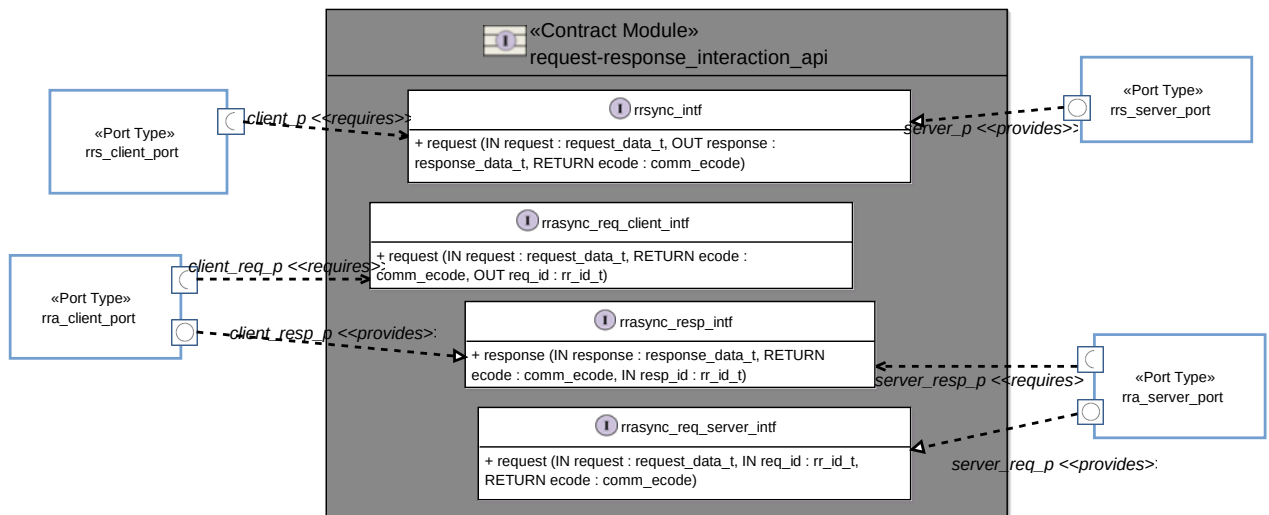 «Contract Module»
request-response_interaction_api
«Port Type»
rrs_client_port
client_p <<requires>>
I
rrsync_intf
+ request (IN request : request_data_t, OUT response :
response_data_t, RETURN ecode : comm_ecode)
server_p <<provides>>
«Port Type»
rrs_server_port
I
rrasync_req_client_intf
+ request (IN request : request_data_t, RETURN ecode :
comm_ecode, OUT req_id : rr_id_t)
client_req_p <<requires>>
«Port Type»
rra_client_port
client_resp_p <<provides>>
I
rrasync_resp_intf
+ response (IN response : response_data_t, RETURN
ecode : comm_ecode, IN resp_id : rr_id_t)
server_resp_p <<requires>
«Port Type»
rra_server_port
I
rrasync_req_server_intf
+ request (IN request : request_data_t, IN req_id : rr_id_t,
RETURN ecode : comm_ecode)
server_req_p <<provides>>